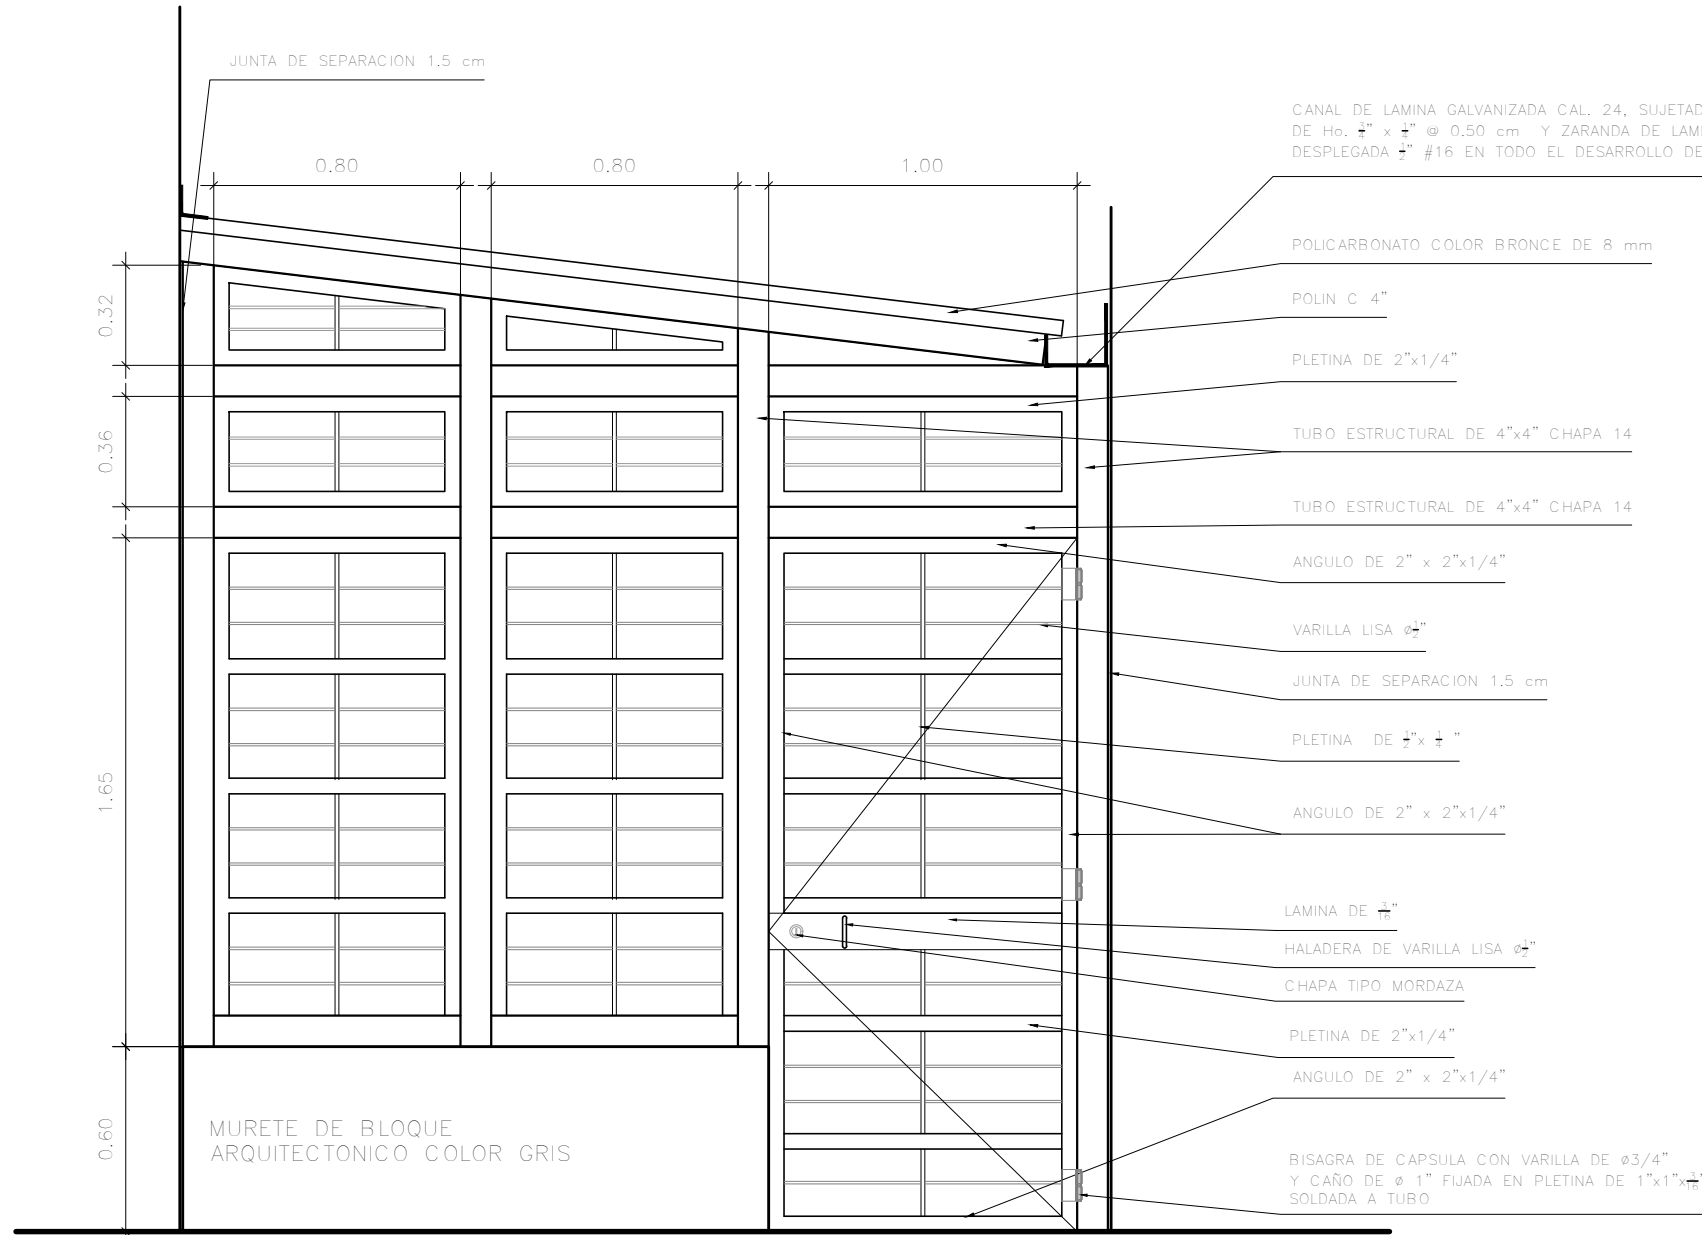 JUNTA DE SEPARACION 1.5 cm
CANAL DE LAMINA GALVANIZADA CAL. 24, SUJETAD
DE Ho. 3/4" x 1/4" @ 0.50 cm Y ZARANDA DE LAMI
DESPLEGADA 1/2" #16 EN TODO EL DESARROLLO DE
0.80
0.80
1.00
POLICARBONATO COLOR BRONCE DE 8 mm
POLIN C 4"
0.32
PLETINA DE 2"x1/4"
TUBO ESTRUCTURAL DE 4"x4" CHAPA 14
0.36
TUBO ESTRUCTURAL DE 4"x4" CHAPA 14
ANGULO DE 2" x 2"x1/4"
VARILLA LISA ø1/2"
JUNTA DE SEPARACION 1.5 cm
PLETINA DE 1/2"x 1/4 "
1.65
ANGULO DE 2" x 2"x1/4"
LAMINA DE 3/16"
HALADERA DE VARILLA LISA ø1/2"
CHAPA TIPO MORDAZA
PLETINA DE 2"x1/4"
ANGULO DE 2" x 2"x1/4"
0.60
MURETE DE BLOQUE
ARQUITECTONICO COLOR GRIS
BISAGRA DE CAPSULA CON VARILLA DE ø3/4"
Y CAÑO DE ø 1" FIJADA EN PLETINA DE 1"x1"x3/16"
SOLDADA A TUBO